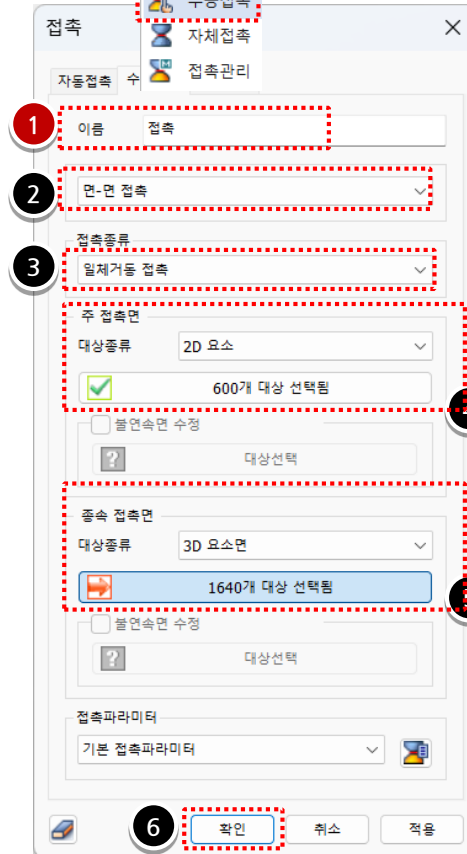 수동접촉
접촉
자체접촉
접촉관리
자동접촉 수
1 이름 접촉
2 면-면 접촉
접촉종류
3 일체거동 접촉
주 접촉면
대상종류 2D 요소
600개 대상 선택됨
불연속면 수정
? 대상선택
종속 접촉면
대상종류 3D 요소면
1640개 대상 선택됨
불연속면 수정
? 대상선택
접촉파라미터
기본 접촉파라미터
6 확인 취소 적용